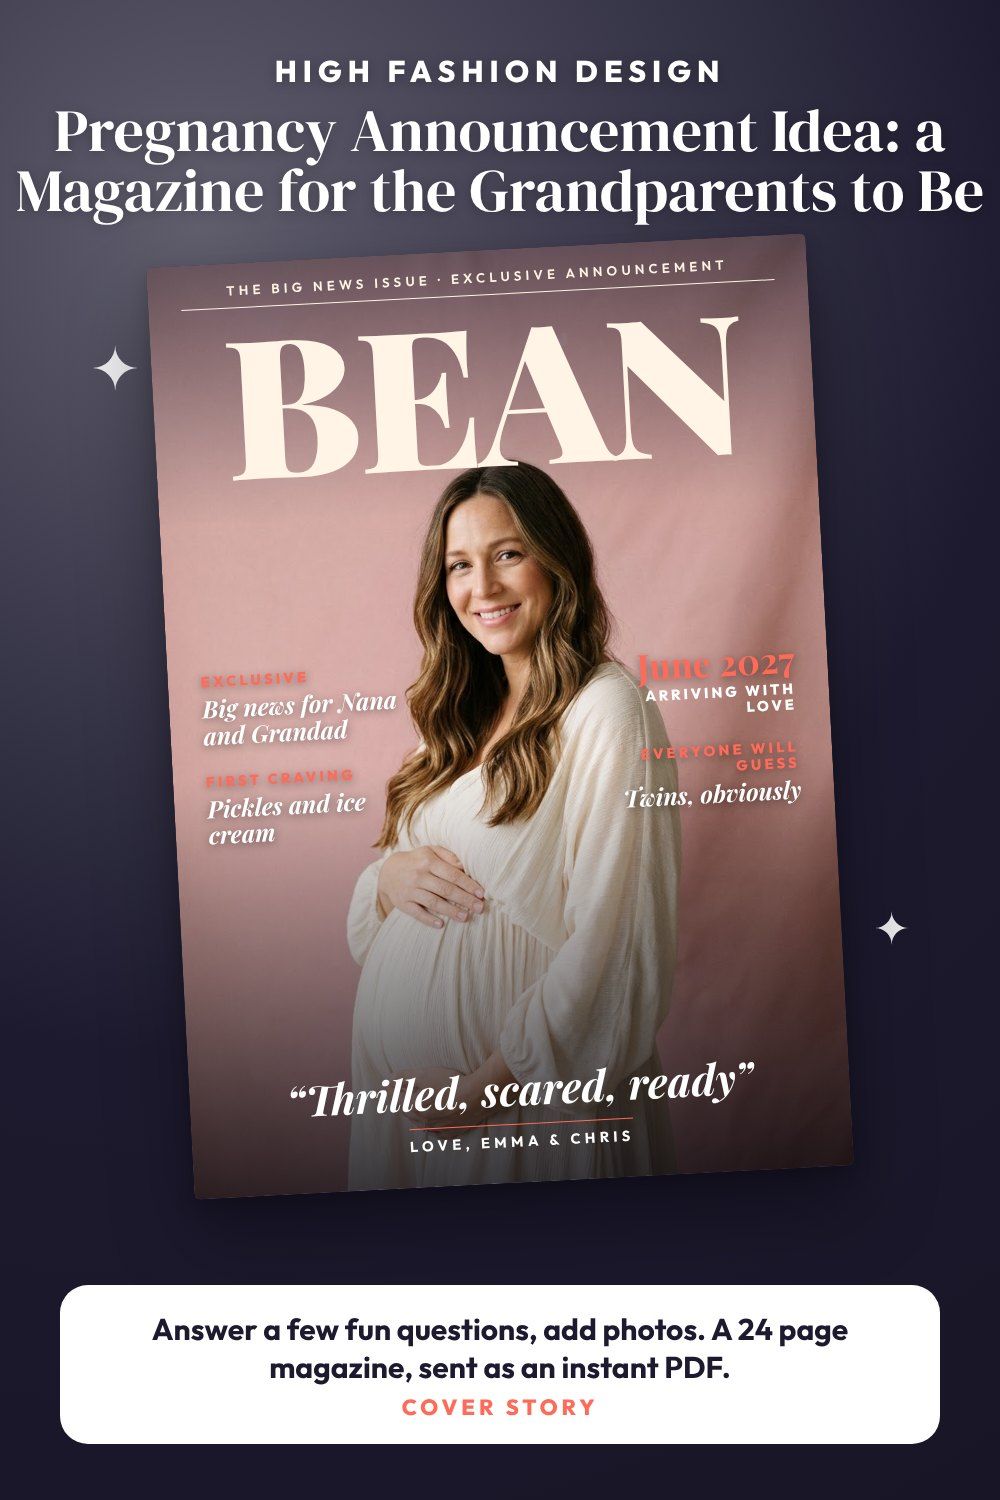 HIGH FASHION DESIGN
Pregnancy Announcement Idea: a
Magazine for the Grandparents to Be
THE BIG NEWS ISSUE · EXCLUSIVE ANNOUNCEMENT
BEAN
EXCLUSIVE
Big news for Nana
and Grandad
FIRST CRAVING
Pickles and ice
cream
June 2027
ARRIVING WITH
LOVE
EVERYONE WILL
GUESS
Twins, obviously
“Thrilled, scared, ready”
LOVE, EMMA & CHRIS
Answer a few fun questions, add photos. A 24 page
magazine, sent as an instant PDF.
COVER STORY